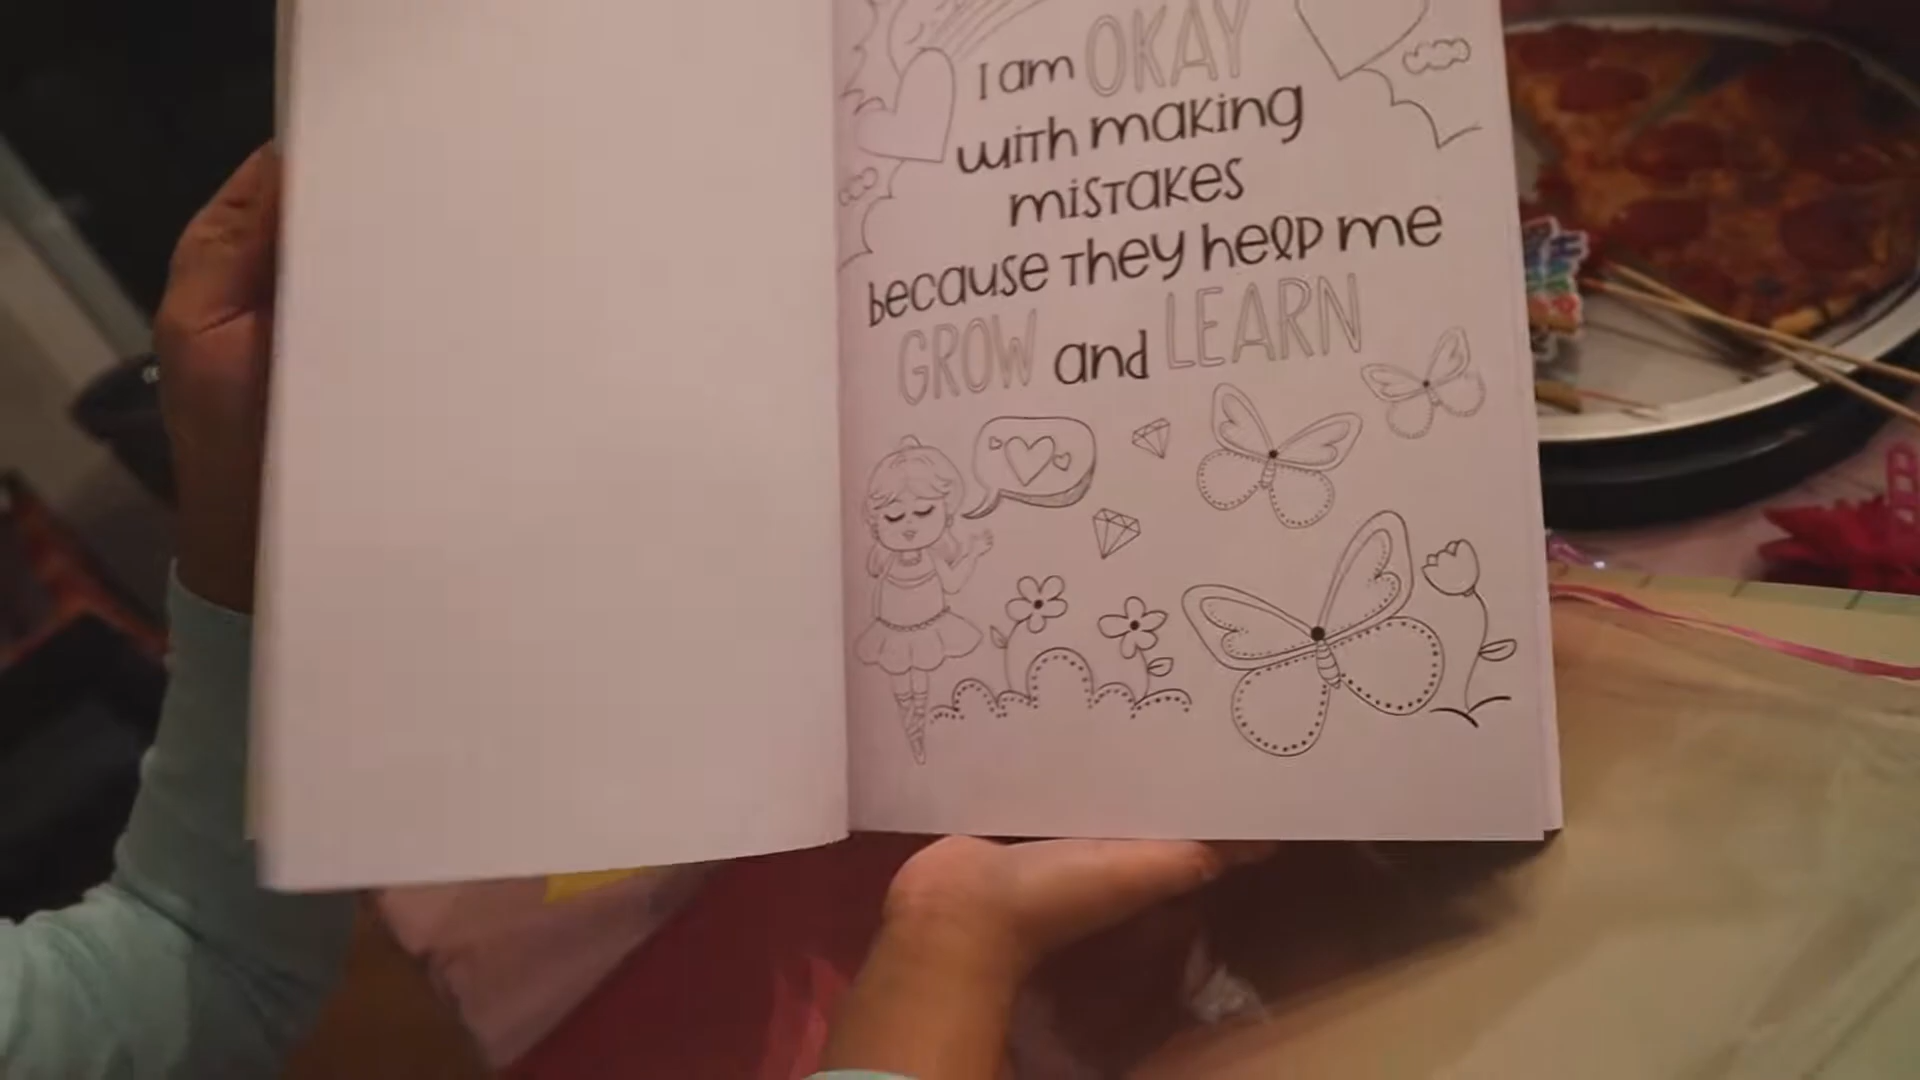 I am OKAY
with making
mistakes
because they help me
GROW and LEARN